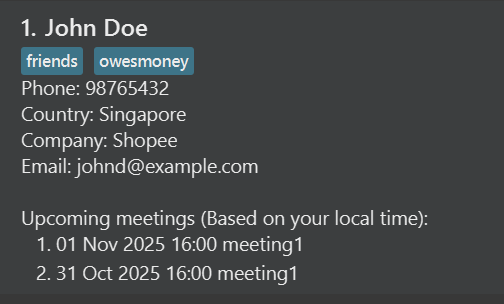 1. John Doe
friends owesmoney
Phone: 98765432
Country: Singapore
Company: Shopee
Email: johnd@example.com
Upcoming meetings (Based on your local time):
1. 01 Nov 2025 16:00 meeting1
2. 31 Oct 2025 16:00 meeting1